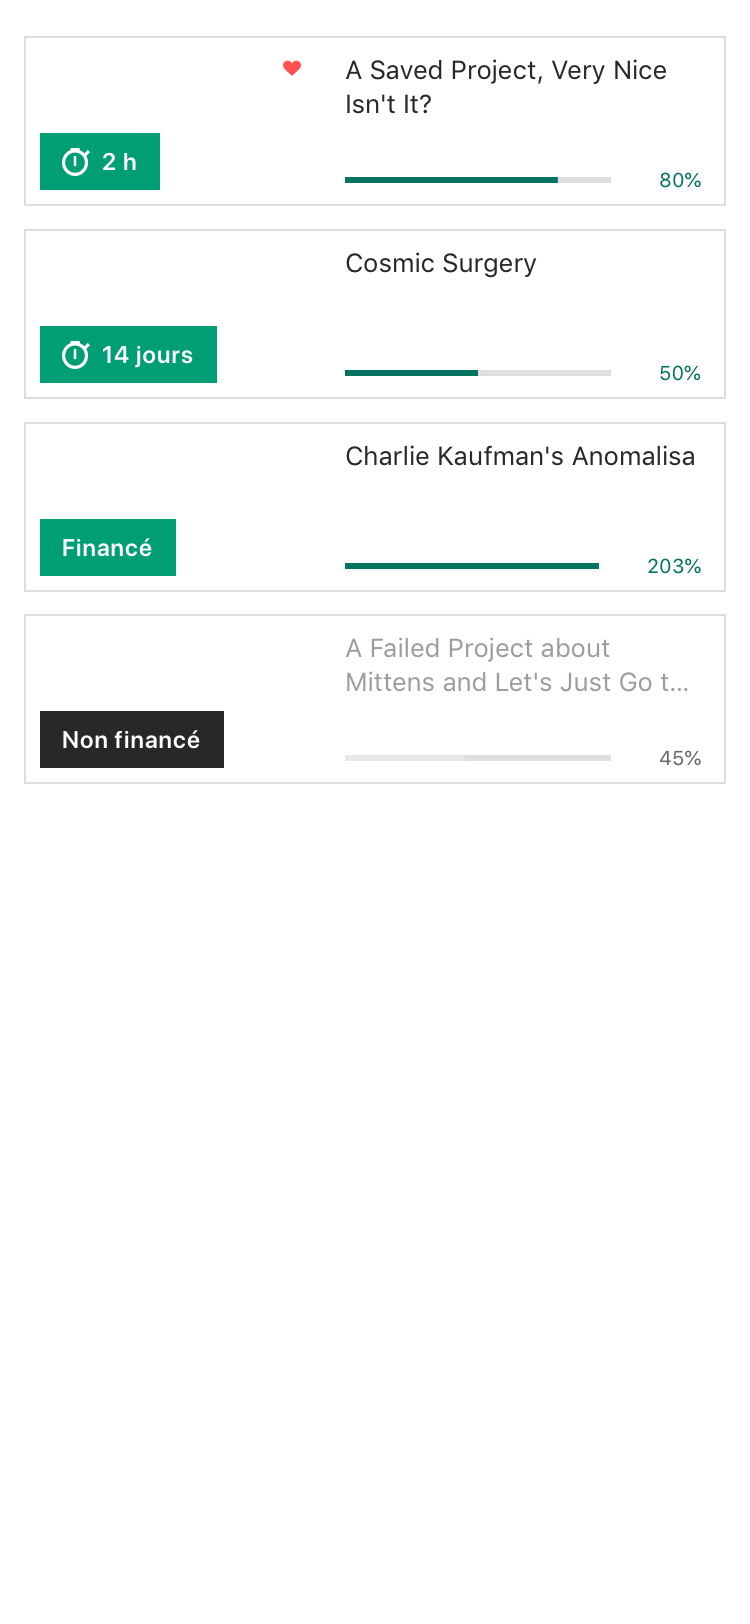 A Saved Project, Very Nice
Isn't It?
2 h
80%
Cosmic Surgery
14 jours
50%
Charlie Kaufman's Anomalisa
Financé
203%
A Failed Project about
Mittens and Let's Just Go t...
Non financé
45%